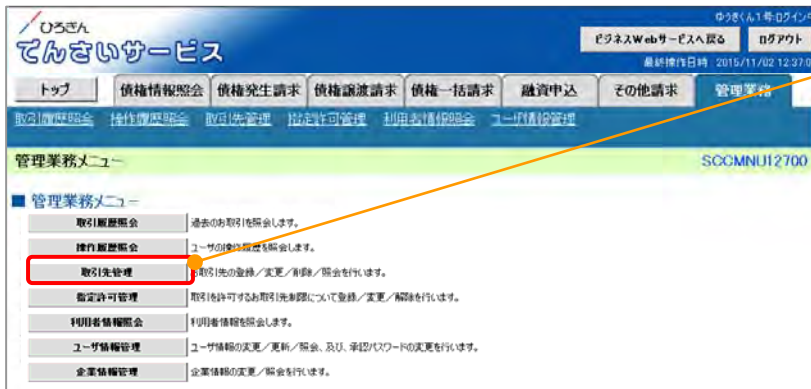 ひろぎん
でんさいサービス
ビジネスWebサービスへ戻る ログアウト
最終操作日時 2015/11/02 12:37:0
トップ 債権情報照会 債権発生請求 債権譲渡請求 債権一括請求 融資申込 その他請求 管理業務
取引履歴照会 操作履歴照会 取引先管理 指定許可管理 利用者情報照会 ユーザ情報管理
管理業務メニュー SCCMNU12700
■ 管理業務メニュー
取引履歴照会 過去のお取引を照会します。
操作履歴照会 ユーザの操作履歴を照会します。
取引先管理 お取引先の登録／変更／削除／照会を行います。
指定許可管理 取引を許可するお取引先制限について登録／変更／解除を行います。
利用者情報照会 利用者情報を照会します。
ユーザ情報管理 ユーザ情報の変更／更新／照会、及び、承認パスワードの変更を行います。
企業情報管理 企業情報の変更／照会を行います。